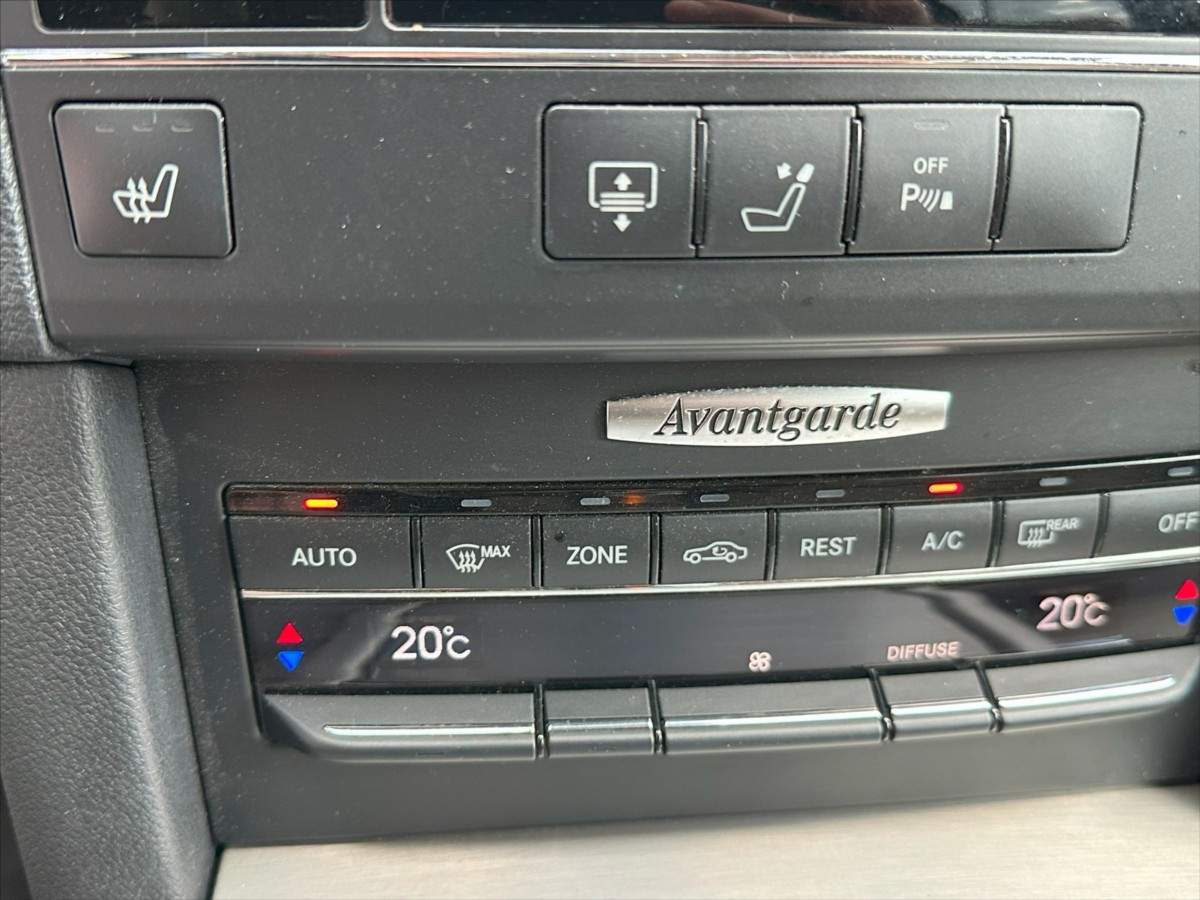 OFF
P
Avantgarde
AUTO MAX ZONE REST A/C REAR OFF
20°C 20°C
DIFFUSE